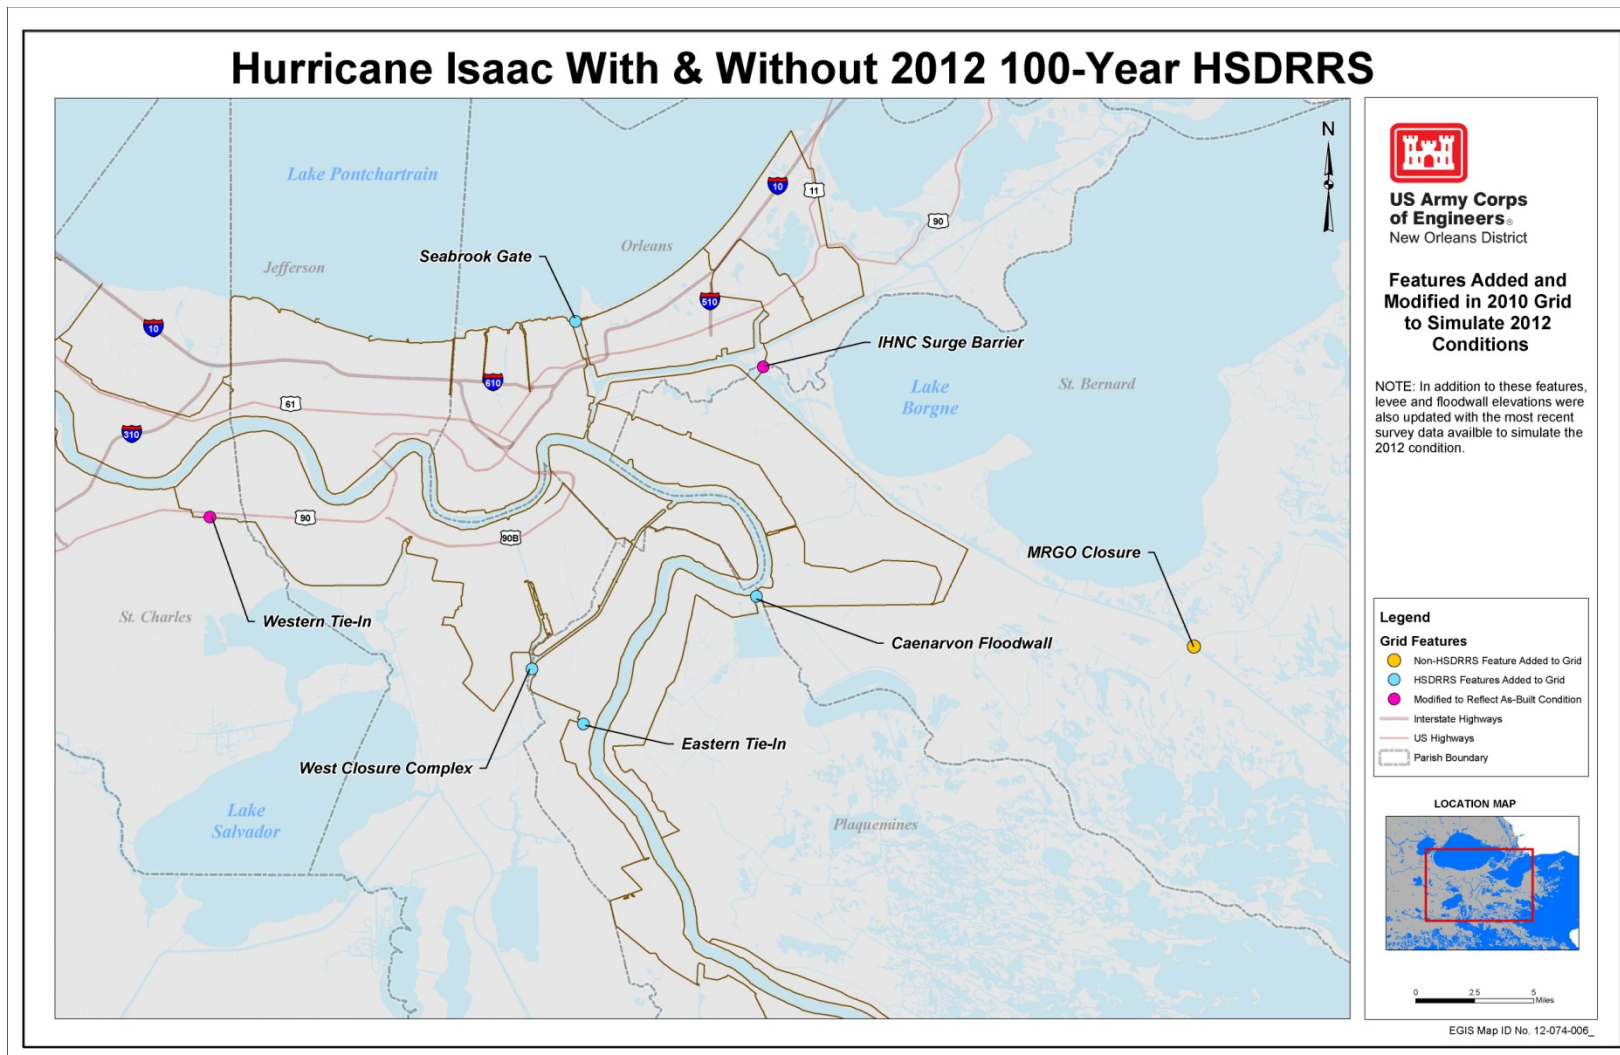 Hurricane Isaac With & Without 2012 100-Year HSDRRS
Lake Pontchartrain
Jefferson
Orleans
Seabrook Gate
10
11
90
510
IHNC Surge Barrier
10
610
61
310
Lake
Borgne
St. Bernard
90
90B
MRGO Closure
St. Charles
Western Tie-In
Caenarvon Floodwall
Eastern Tie-In
West Closure Complex
Lake
Salvador
Plaquemines
N
US Army Corps
of Engineers®
New Orleans District
Features Added and
Modified in 2010 Grid
to Simulate 2012
Conditions
NOTE: In addition to these features,
levee and floodwall elevations were
also updated with the most recent
survey data availble to simulate the
2012 condition.
Legend
Grid Features
Non-HSDRRS Feature Added to Grid
HSDRRS Features Added to Grid
Modified to Reflect As-Built Condition
Interstate Highways
US Highways
Parish Boundary
LOCATION MAP
0 2.5 5
Miles
EGIS Map ID No. 12-074-006_